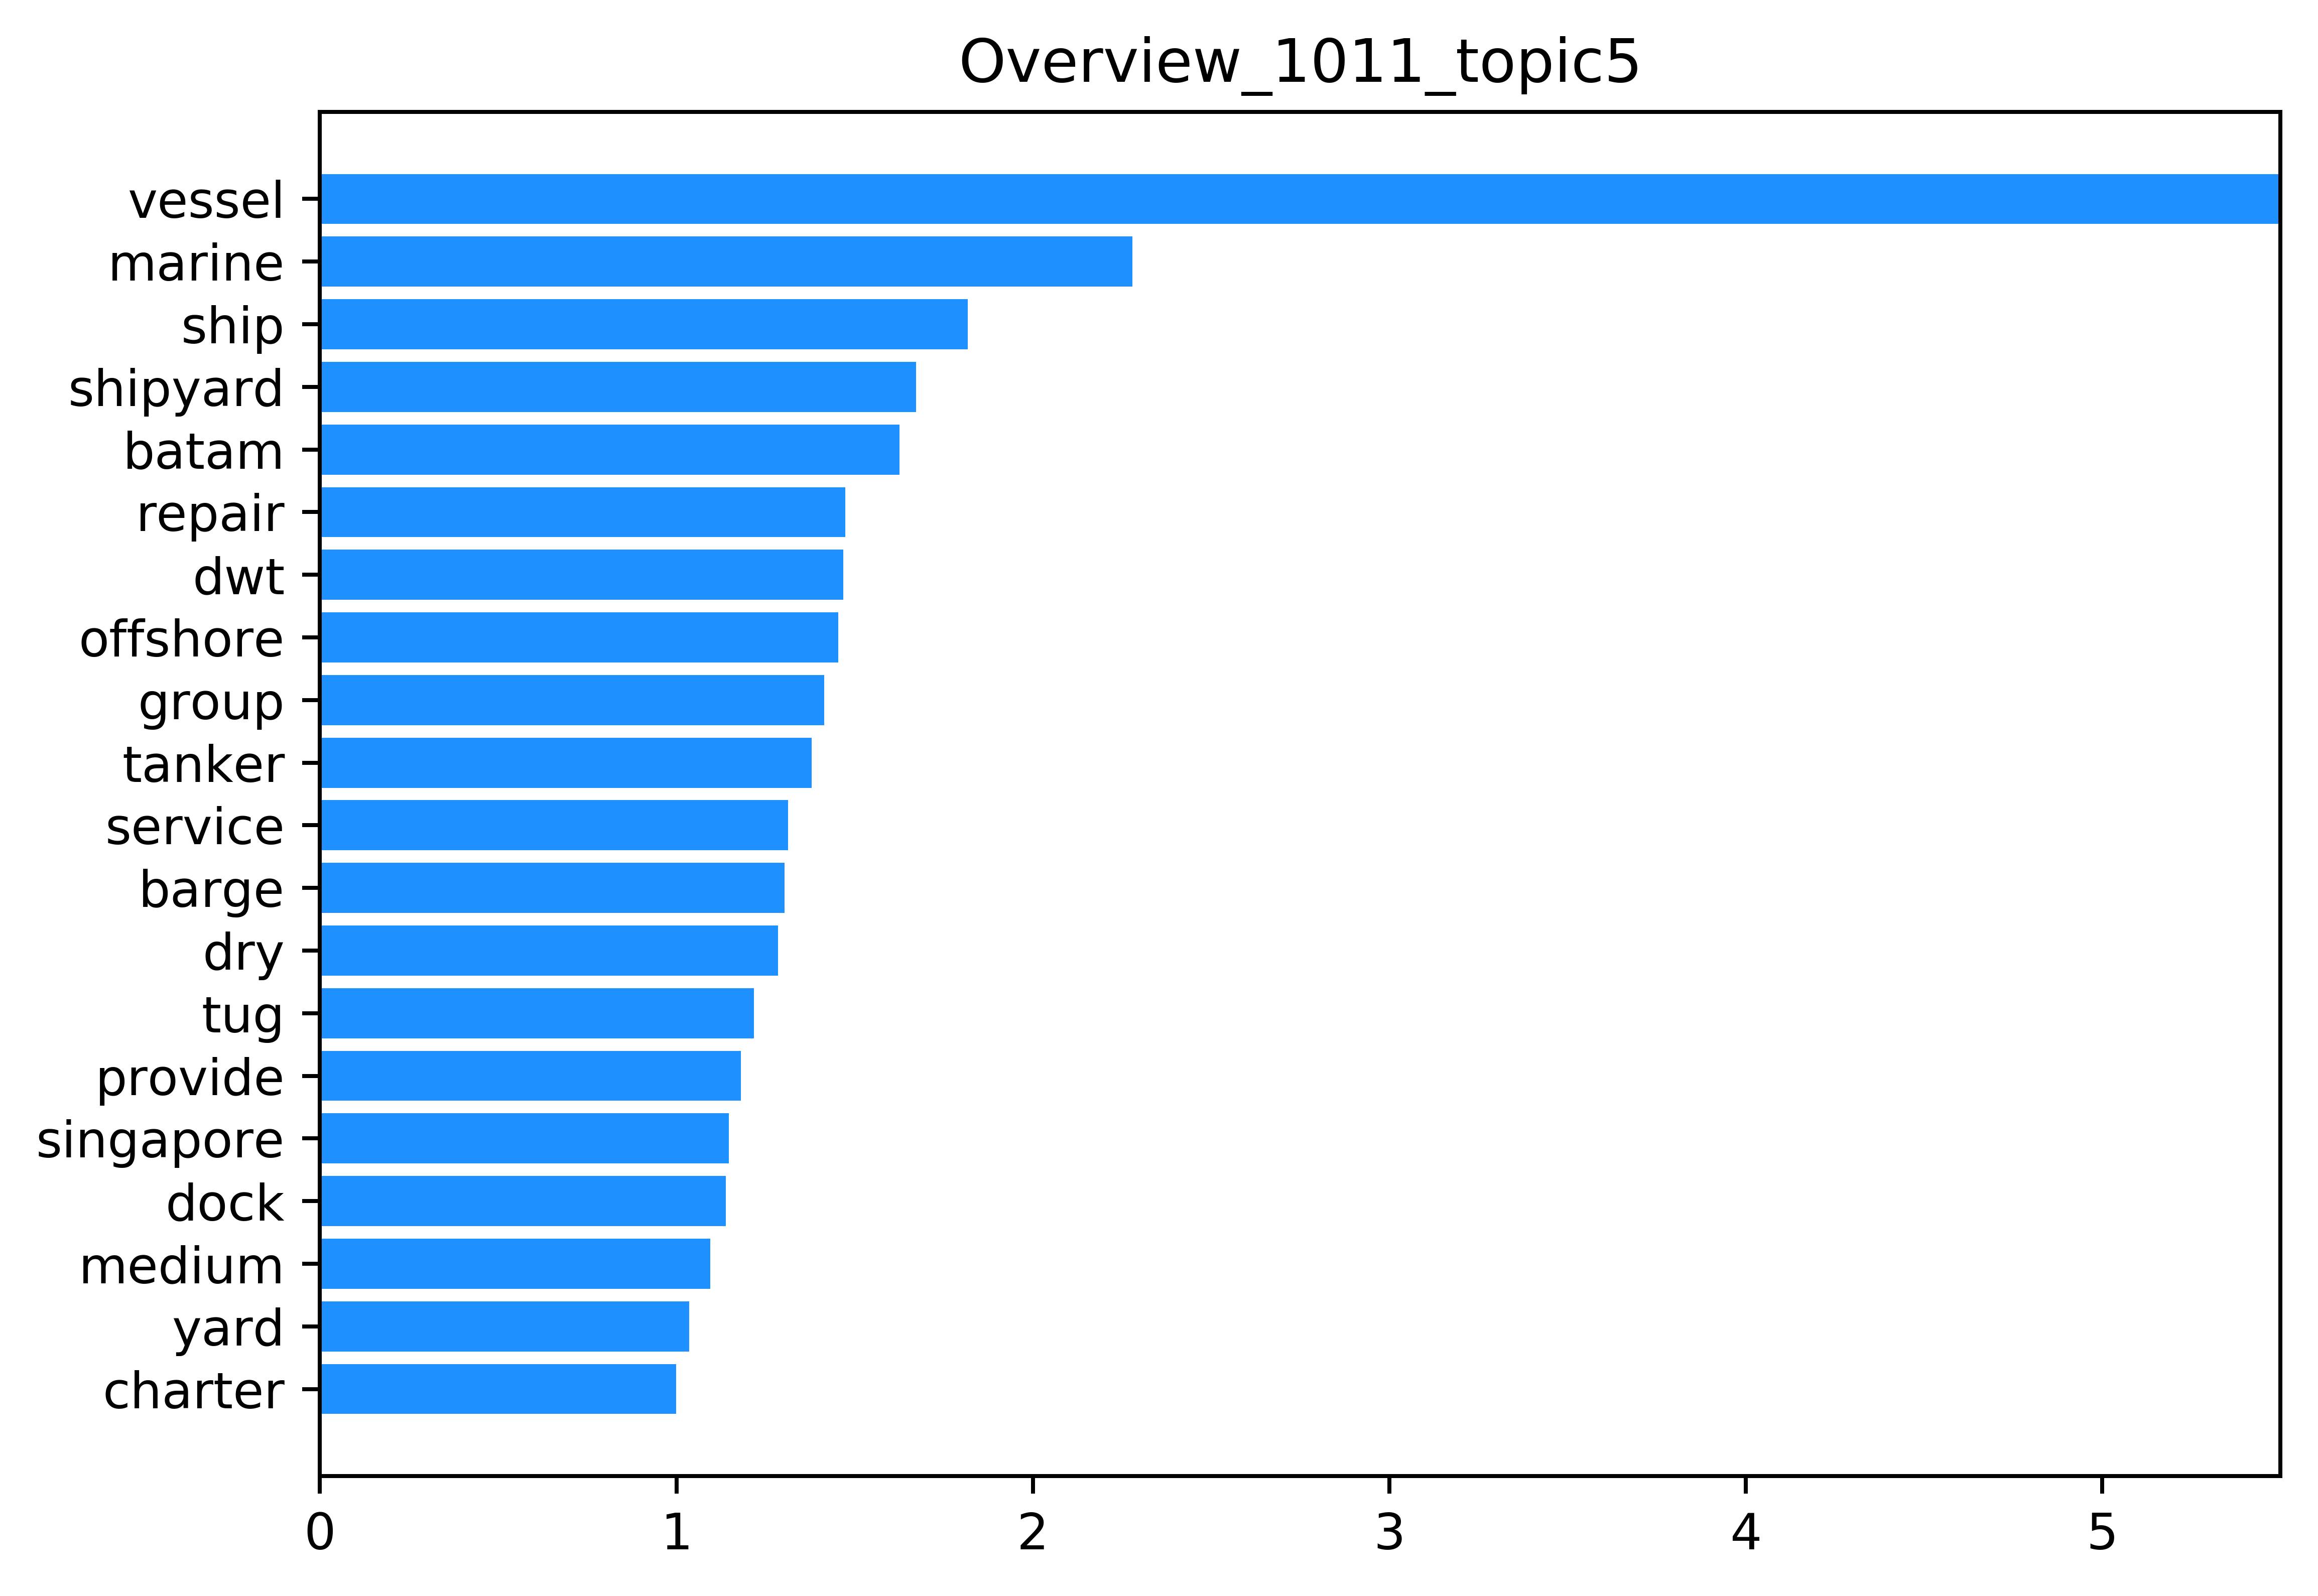 Overview_1011_topic5
vessel
marine
ship
shipyard
batam
repair
dwt
offshore
group
tanker
service
barge
dry
tug
provide
singapore
dock
medium
yard
charter
0 1 2 3 4 5